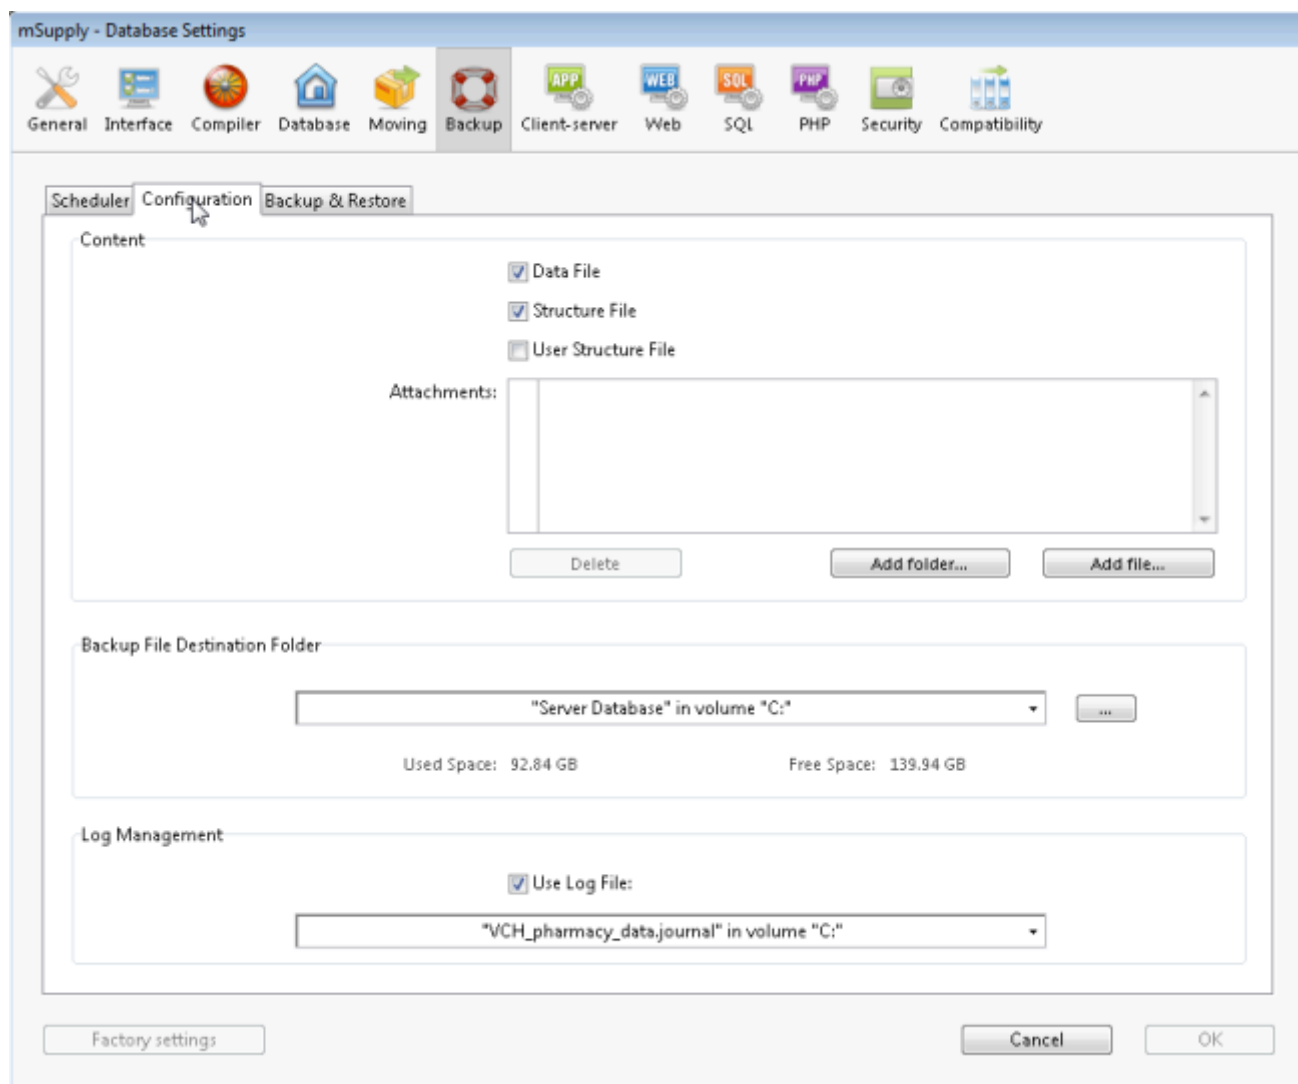 mSupply - Database Settings
General Interface Compiler Database Moving Backup Client-server Web SQL PHP Security Compatibility
APP WEB SQL PHP
Scheduler Configuration Backup & Restore
Content
Data File
Structure File
User Structure File
Attachments:
Delete Add folder... Add file...
Backup File Destination Folder
"Server Database" in volume "C:" ...
Used Space: 92.84 GB Free Space: 139.94 GB
Log Management
Use Log File:
"VCH_pharmacy_data.journal" in volume "C:"
Factory settings Cancel OK